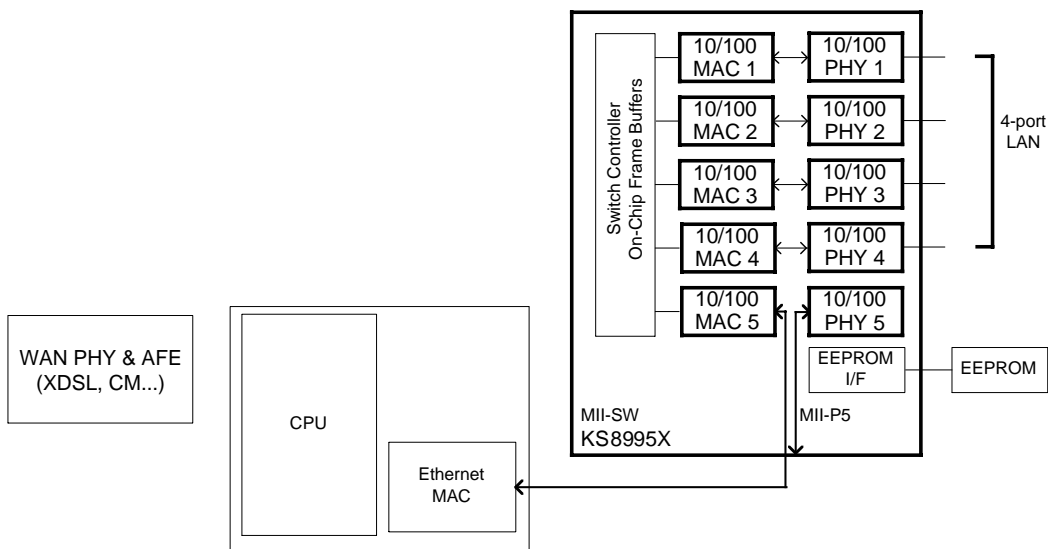 10/100
MAC 1
10/100
PHY 1
10/100
MAC 2
10/100
PHY 2
10/100
MAC 3
10/100
PHY 3
10/100
MAC 4
10/100
PHY 4
10/100
MAC 5
10/100
PHY 5
Switch Controller
On-Chip Frame Buffers
4-port
LAN
EEPROM
I/F
EEPROM
MII-SW
MII-P5
KS8995X
WAN PHY & AFE
(XDSL, CM...)
CPU
Ethernet
MAC